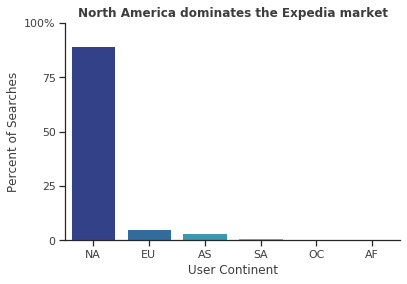 North America dominates the Expedia market
100%
75
50
25
0
Percent of Searches
NA EU AS SA OC AF
User Continent